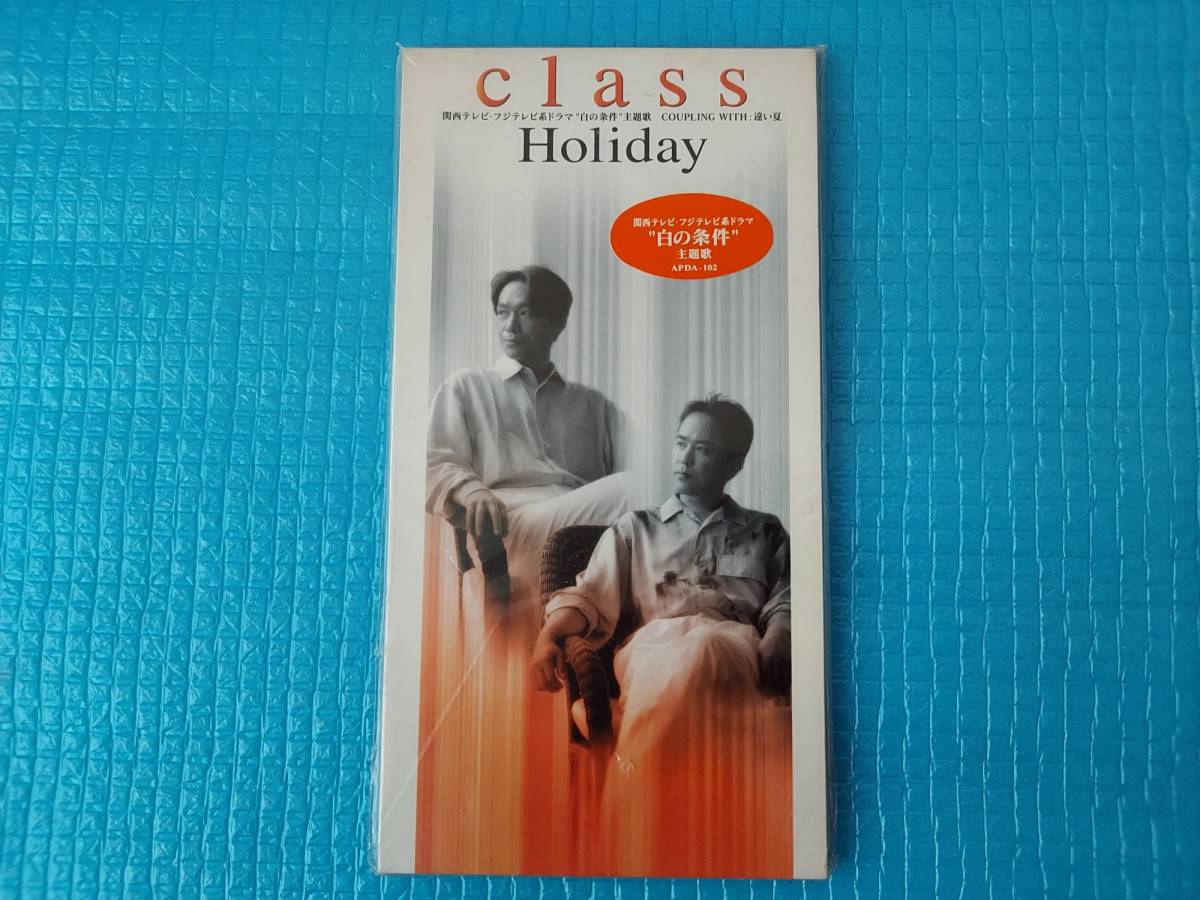 class
関西テレビ・フジテレビ系ドラマ"白の条件"主題歌 COUPLING WITH:遠い夏
Holiday
関西テレビ・フジテレビ系ドラマ
"白の条件"
主題歌
APDA-102